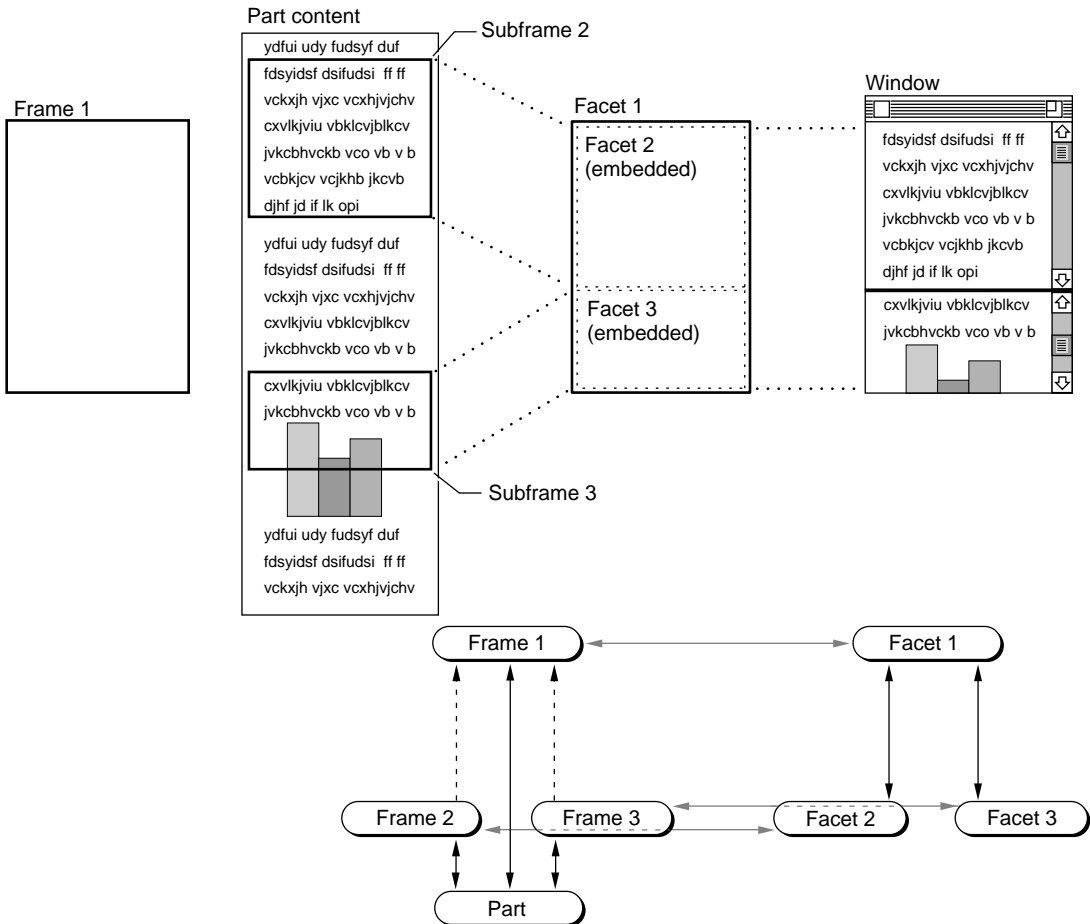 Part content
Subframe 2
ydfui udy fudsyf duf
fdsyidsf dsifudsi ff ff
vckxjh vjxc vcxhjvjchv
cxvlkjviu vbklcvjblkcv
jvkcbhvckb vco vb v b
vcbkjcv vcjkhb jkcvb
djhf jd if lk opi
ydfui udy fudsyf duf
fdsyidsf dsifudsi ff ff
vckxjh vjxc vcxhjvjchv
cxvlkjviu vbklcvjblkcv
jvkcbhvckb vco vb v b
cxvlkjviu vbklcvjblkcv
jvkcbhvckb vco vb v b
Subframe 3
ydfui udy fudsyf duf
fdsyidsf dsifudsi ff ff
vckxjh vjxc vcxhjvjchv
Frame 1
Facet 1
Facet 2
(embedded)
Facet 3
(embedded)
Window
fdsyidsf dsifudsi ff ff
vckxjh vjxc vcxhjvjchv
cxvlkjviu vbklcvjblkcv
jvkcbhvckb vco vb v b
vcbkjcv vcjkhb jkcvb
djhf jd if lk opi
cxvlkjviu vbklcvjblkcv
jvkcbhvckb vco vb v b
Frame 1
Facet 1
Frame 2
Frame 3
Facet 2
Facet 3
Part